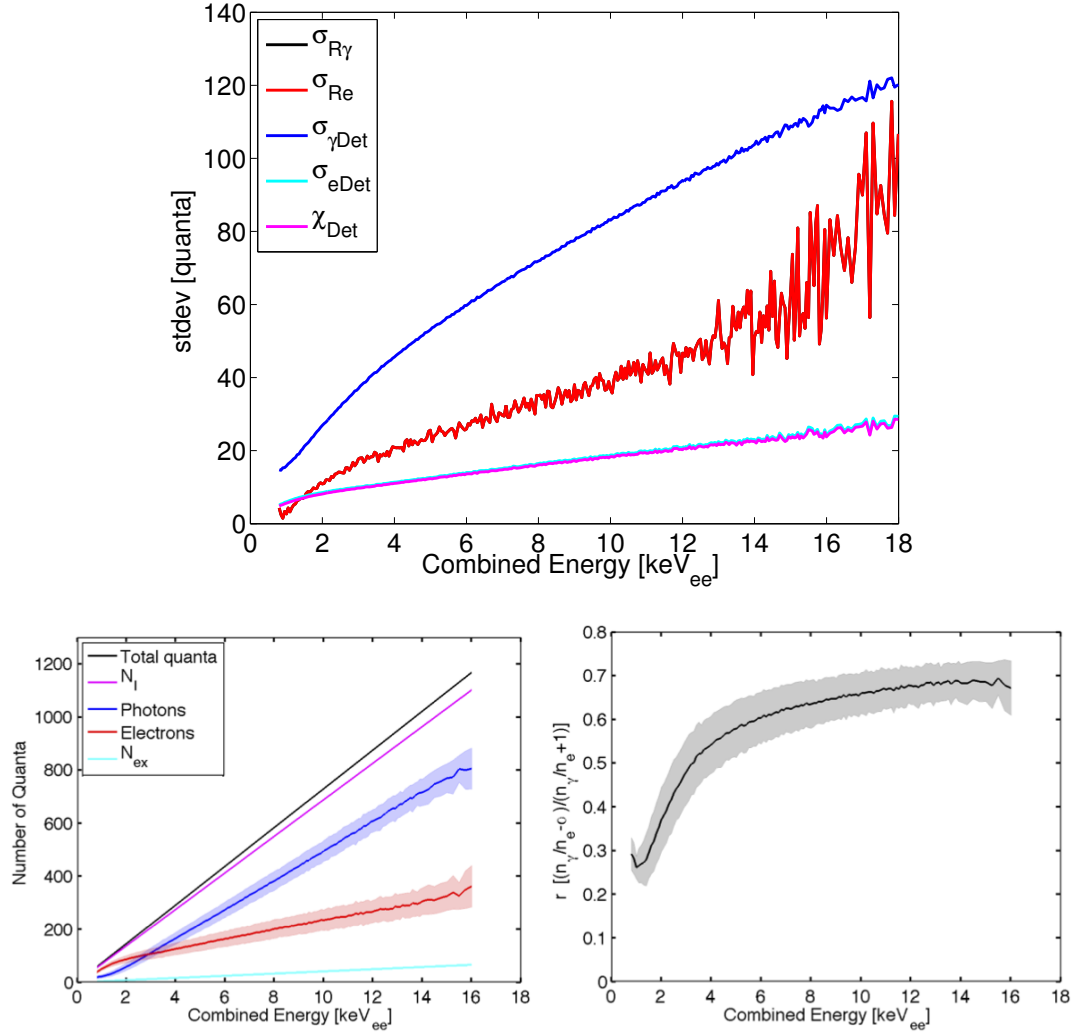 140
120
100
80
60
40
20
0
stdev [quanta]
σRγ
σRe
σγDet
σeDet
χDet
0 2 4 6 8 10 12 14 16 18
Combined Energy [keVee]
1200
1000
800
600
400
200
0
Number of Quanta
Total quanta
NI
Photons
Electrons
Nex
0 2 4 6 8 10 12 14 16 18
Combined Energy [keVee]
0.8
0.7
0.6
0.5
0.4
0.3
0.2
0.1
0
r [(nγ/ne-)/(nγ/ne+1)]
0 2 4 6 8 10 12 14 16 18
Combined Energy [keVee]